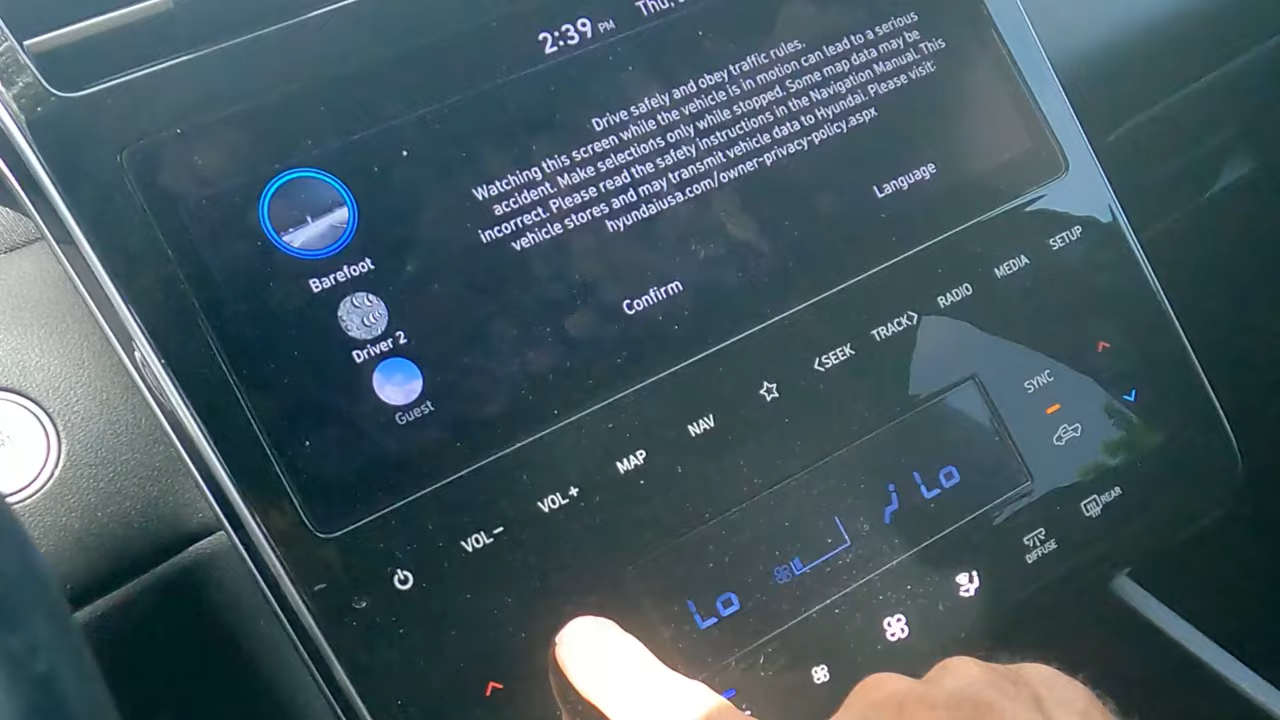 2:39 PM
Thu,
Drive safely and obey traffic rules.
Watching this screen while the vehicle is in motion can lead to a serious
accident. Make selections only while stopped. Some map data may be
incorrect. Please read the safety instructions in the Navigation Manual. This
vehicle stores and may transmit vehicle data to Hyundai. Please visit:
hyundaiusa.com/owner-privacy-policy.aspx
Language
Barefoot
Driver 2
Guest
Confirm
VOL−
VOL+
MAP
NAV
SEEK
TRACK
RADIO
MEDIA
SETUP
SYNC
Lo
Lo
REAR
DIFFUSE